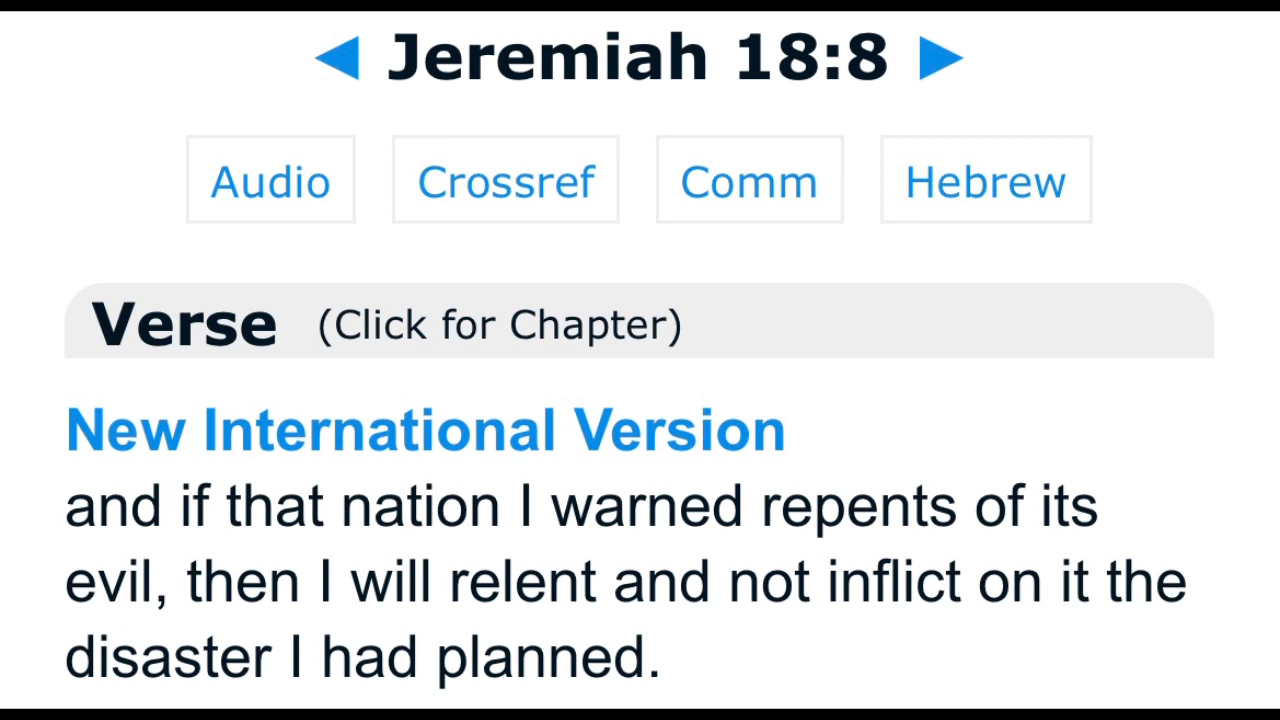 ◄ Jeremiah 18:8 ►
Audio Crossref Comm Hebrew
Verse (Click for Chapter)
New International Version
and if that nation I warned repents of its
evil, then I will relent and not inflict on it the
disaster I had planned.